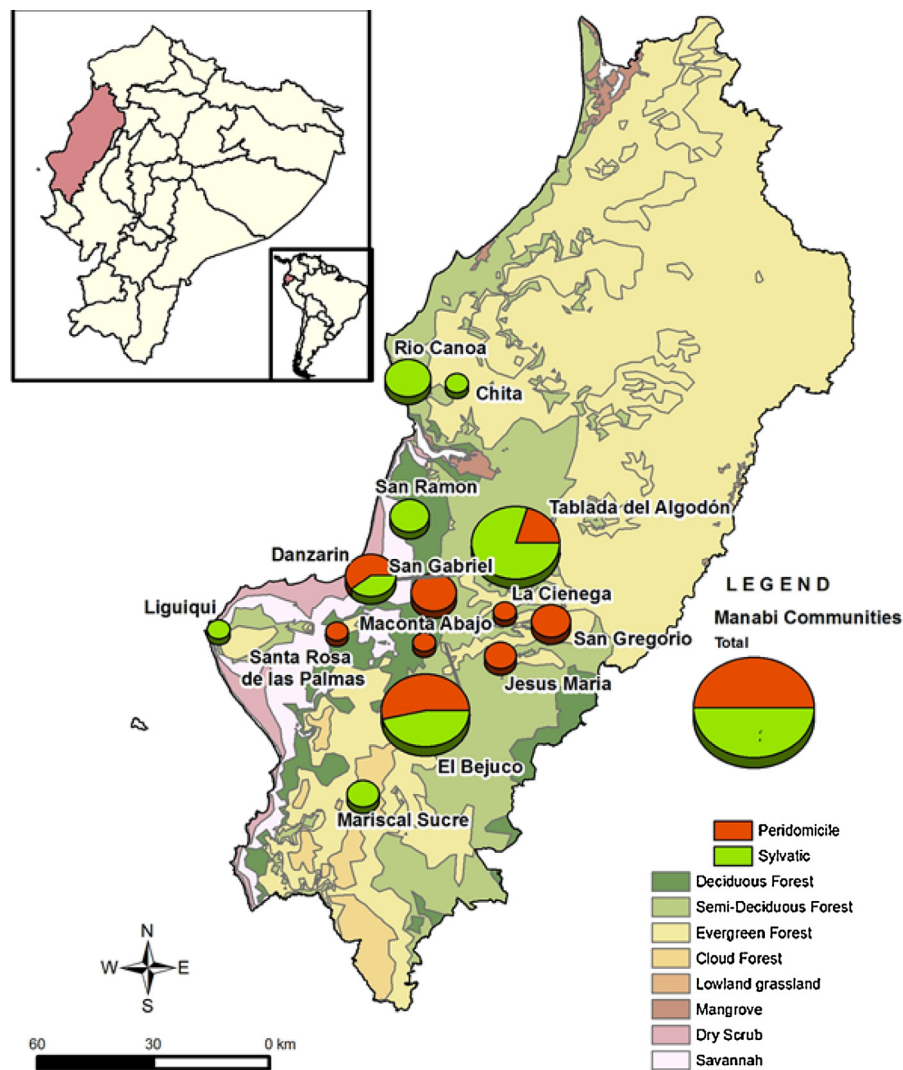 Rio Canoa
Chita
San Ramon
Tablada del Algodón
Danzarin
San Gabriel
La Cienega
Liguiqui
Maconta Abajo
San Gregorio
Santa Rosa
de las Palmas
Jesus Maria
El Bejuco
Mariscal Sucre
LEGEND
Manabi Communities
Total
Peridomicile
Sylvatic
Deciduous Forest
Semi-Deciduous Forest
Evergreen Forest
Cloud Forest
Lowland grassland
Mangrove
Dry Scrub
Savannah
N
W E
S
60 30 0 km